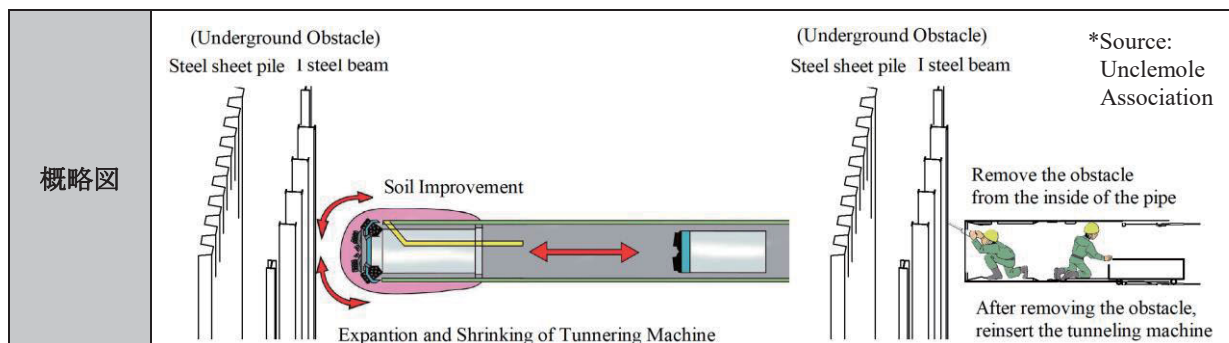 概略図
(Underground Obstacle)
Steel sheet pile I steel beam
Soil Improvement
Expantion and Shrinking of Tunnering Machine
(Underground Obstacle)
Steel sheet pile I steel beam
*Source:
Unclemole
Association
Remove the obstacle
from the inside of the pipe
After removing the obstacle,
reinsert the tunneling machine